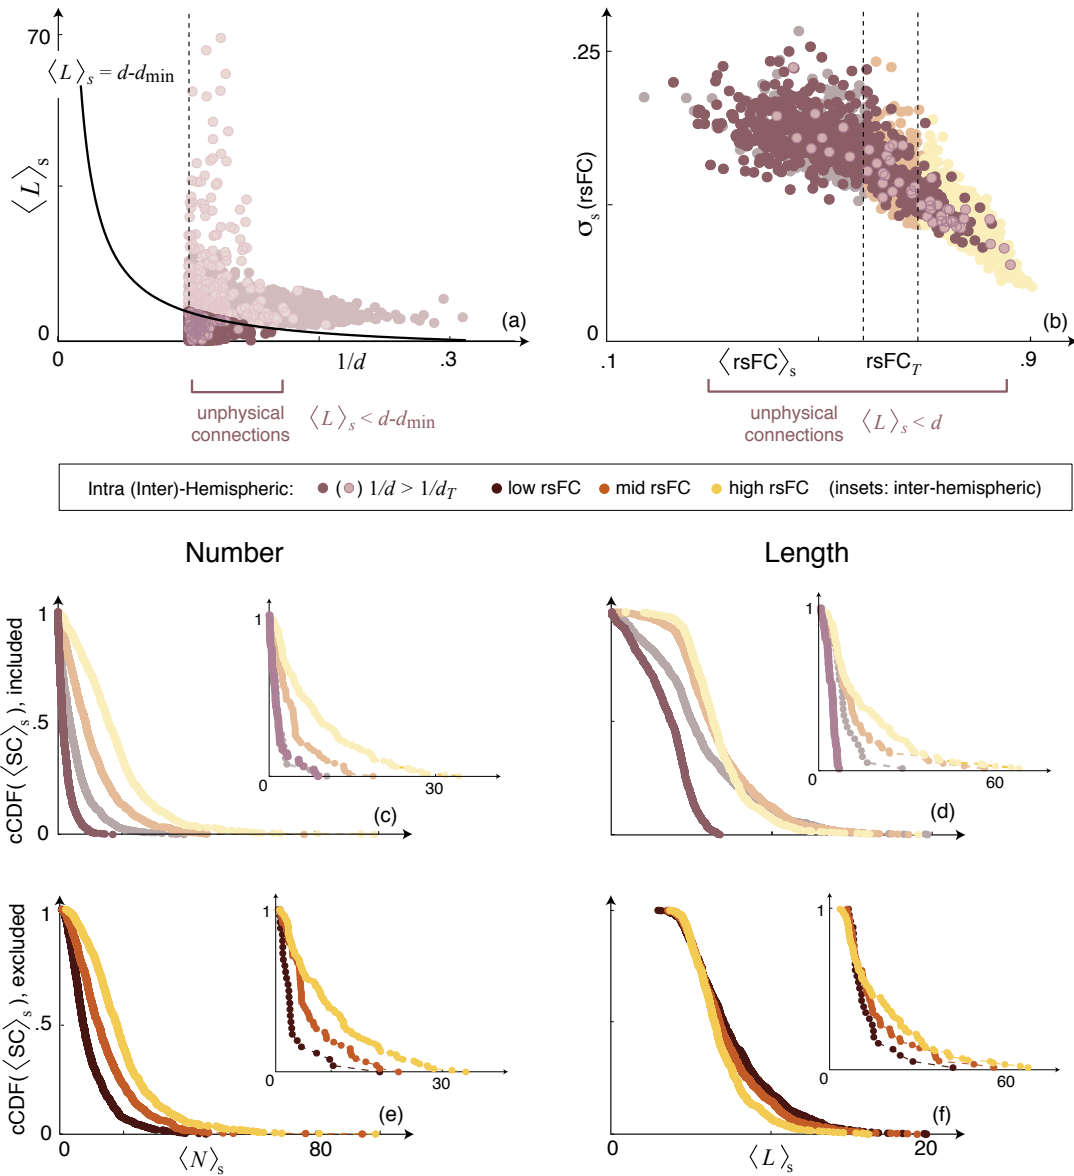 70
⟨L⟩s = d-dmin
⟨L⟩s
0
0
1/d
.3
(a)
unphysical
connections
⟨L⟩s < d-dmin
.25
σs (rsFC)
0
.1
⟨rsFC⟩s
rsFCT
.9
(b)
unphysical
connections
⟨L⟩s < d
Intra (Inter)-Hemispheric: ( ) 1/d > 1/dT low rsFC mid rsFC high rsFC (insets: inter-hemispheric)
Number
Length
cCDF(⟨SC⟩s), included
1
.5
0
1
0
30
(c)
1
0
60
(d)
cCDF(⟨SC⟩s), excluded
1
.5
0
1
0
30
(e)
0
⟨N⟩s
80
1
0
60
(f)
0
⟨L⟩s
20